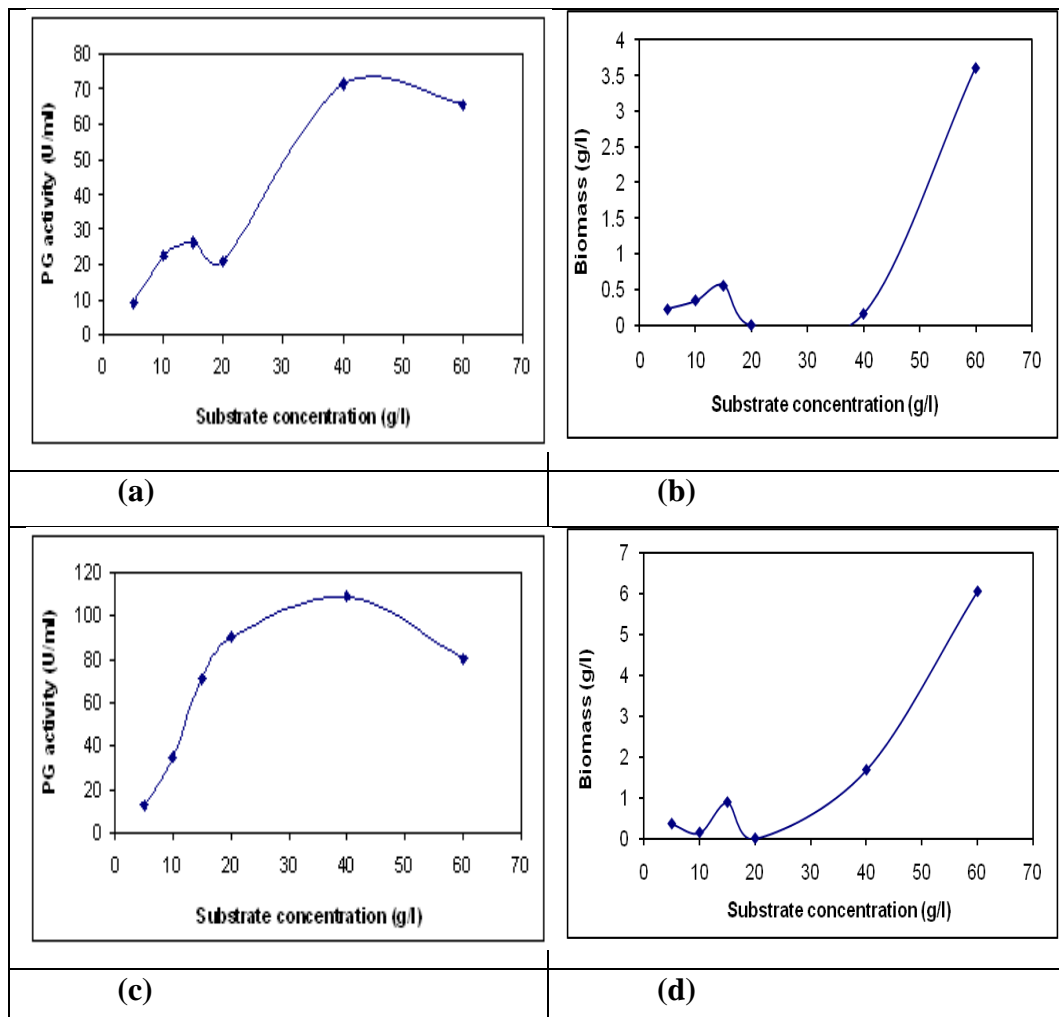 80
70
60
50
40
30
20
10
0
0 10 20 30 40 50 60 70
PG activity (U/ml)
Substrate concentration (g/l)
4
3.5
3
2.5
2
1.5
1
0.5
0
0 10 20 30 40 50 60 70
Biomass (g/l)
Substrate concentration (g/l)
(a) (b)
120
100
80
60
40
20
0
0 10 20 30 40 50 60 70
PG activity (U/ml)
Substrate concentration (g/l)
7
6
5
4
3
2
1
0
0 10 20 30 40 50 60 70
Biomass (g/l)
Substrate concentration (g/l)
(c) (d)